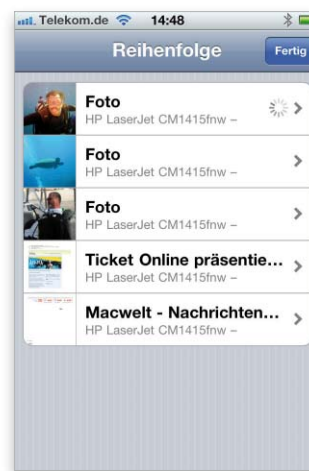 Telekom.de 14:48
Reihenfolge Fertig
Foto
HP LaserJet CM1415fnw –
Foto
HP LaserJet CM1415fnw –
Foto
HP LaserJet CM1415fnw –
Ticket Online präsentie...
HP LaserJet CM1415fnw –
Macwelt - Nachrichten...
HP LaserJet CM1415fnw –